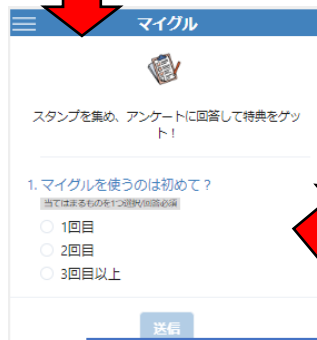 マイグル
スタンプを集め、アンケートに回答して特典をゲッ
ト！
1. マイグルを使うのは初めて？
当てはまるものを1つ選択/回答必須
1回目
2回目
3回目以上
送信